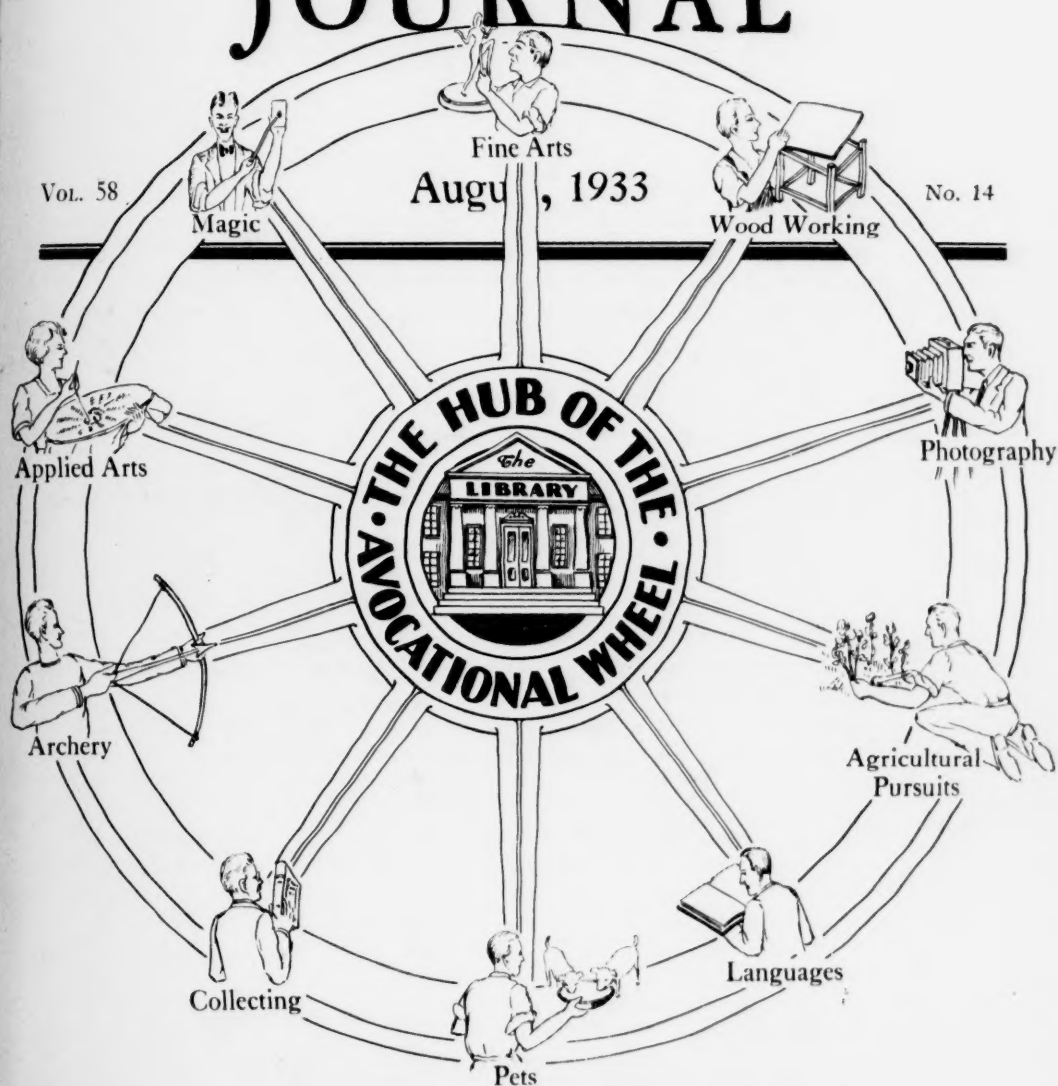 JOURNAL
Fine Arts
VOL. 58
Augu , 1933
No. 14
Magic
Wood Working
Applied Arts
Photography
• THE HUB OF THE •
AVOCATIONAL WHEEL
The
LIBRARY
Archery
Agricultural
Pursuits
Collecting
Languages
Pets